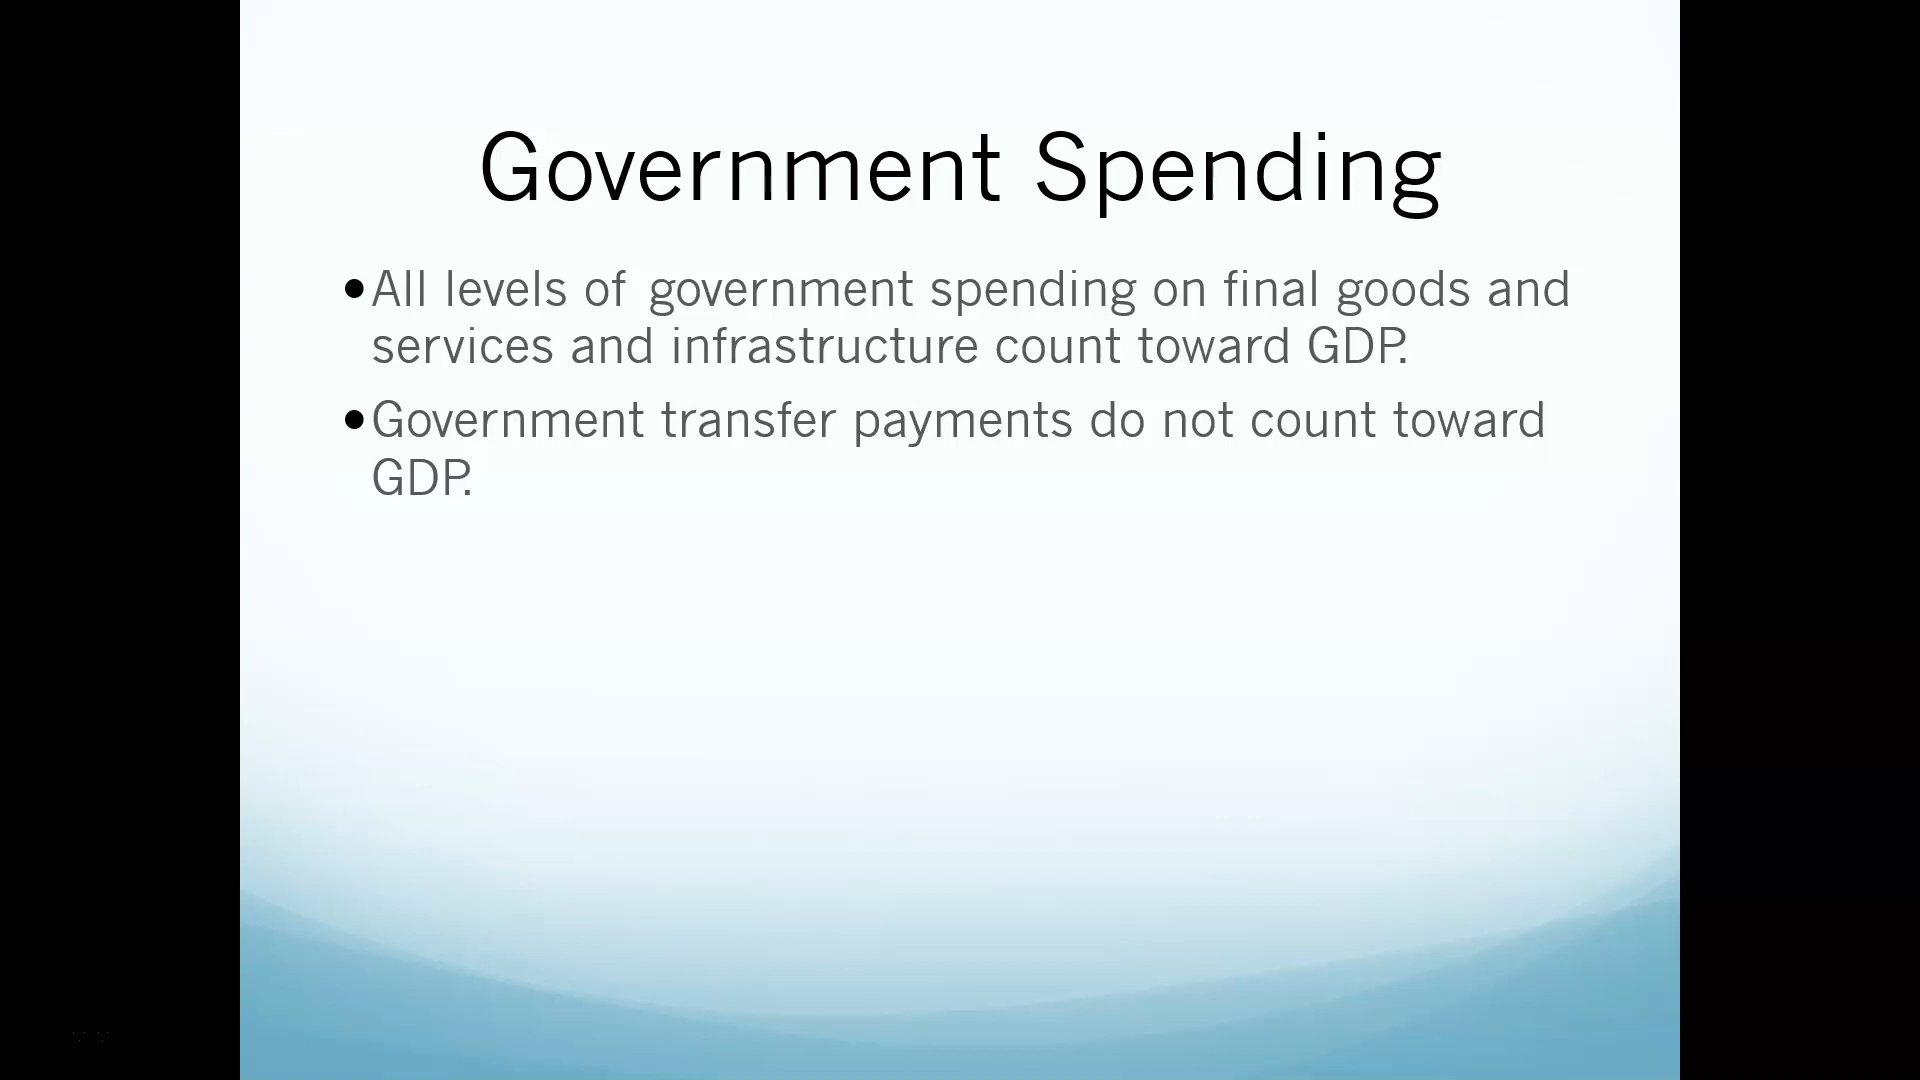 Government Spending
•All levels of government spending on final goods and
services and infrastructure count toward GDP.
•Government transfer payments do not count toward
GDP.